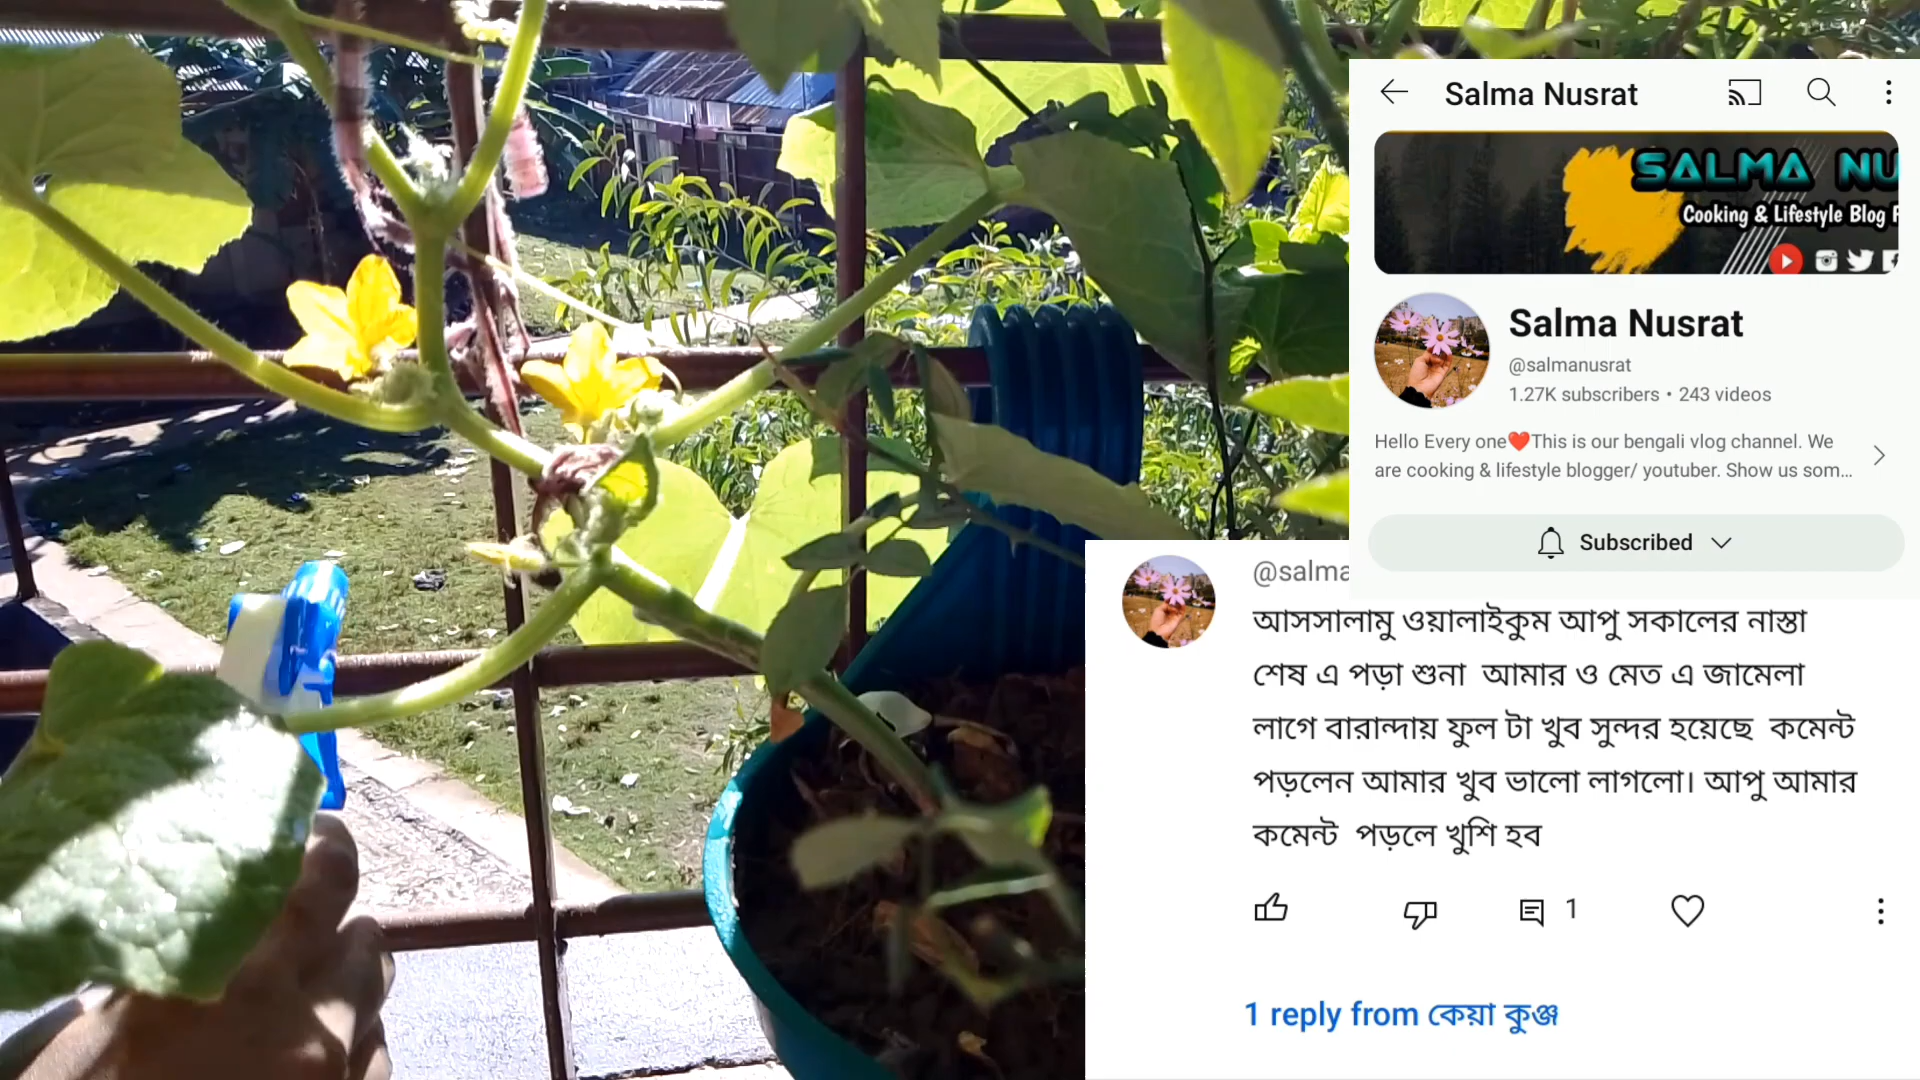 Salma Nusrat
SALMA NU
Cooking & Lifestyle Blog
Salma Nusrat
@salmanusrat
1.27K subscribers • 243 videos
Hello Every one❤️This is our bengali vlog channel. We
are cooking & lifestyle blogger/ youtuber. Show us som...
Subscribed
@salma
আসসালামু ওয়ালাইকুম আপু সকালের নাস্তা
শেষ এ পড়া শুনা আমার ও মেত এ জামেলা
লাগে বারান্দায় ফুল টা খুব সুন্দর হয়েছে কমেন্ট
পড়লেন আমার খুব ভালো লাগলো। আপু আমার
কমেন্ট পড়লে খুশি হব
1
1 reply from কেয়া কুঞ্জ